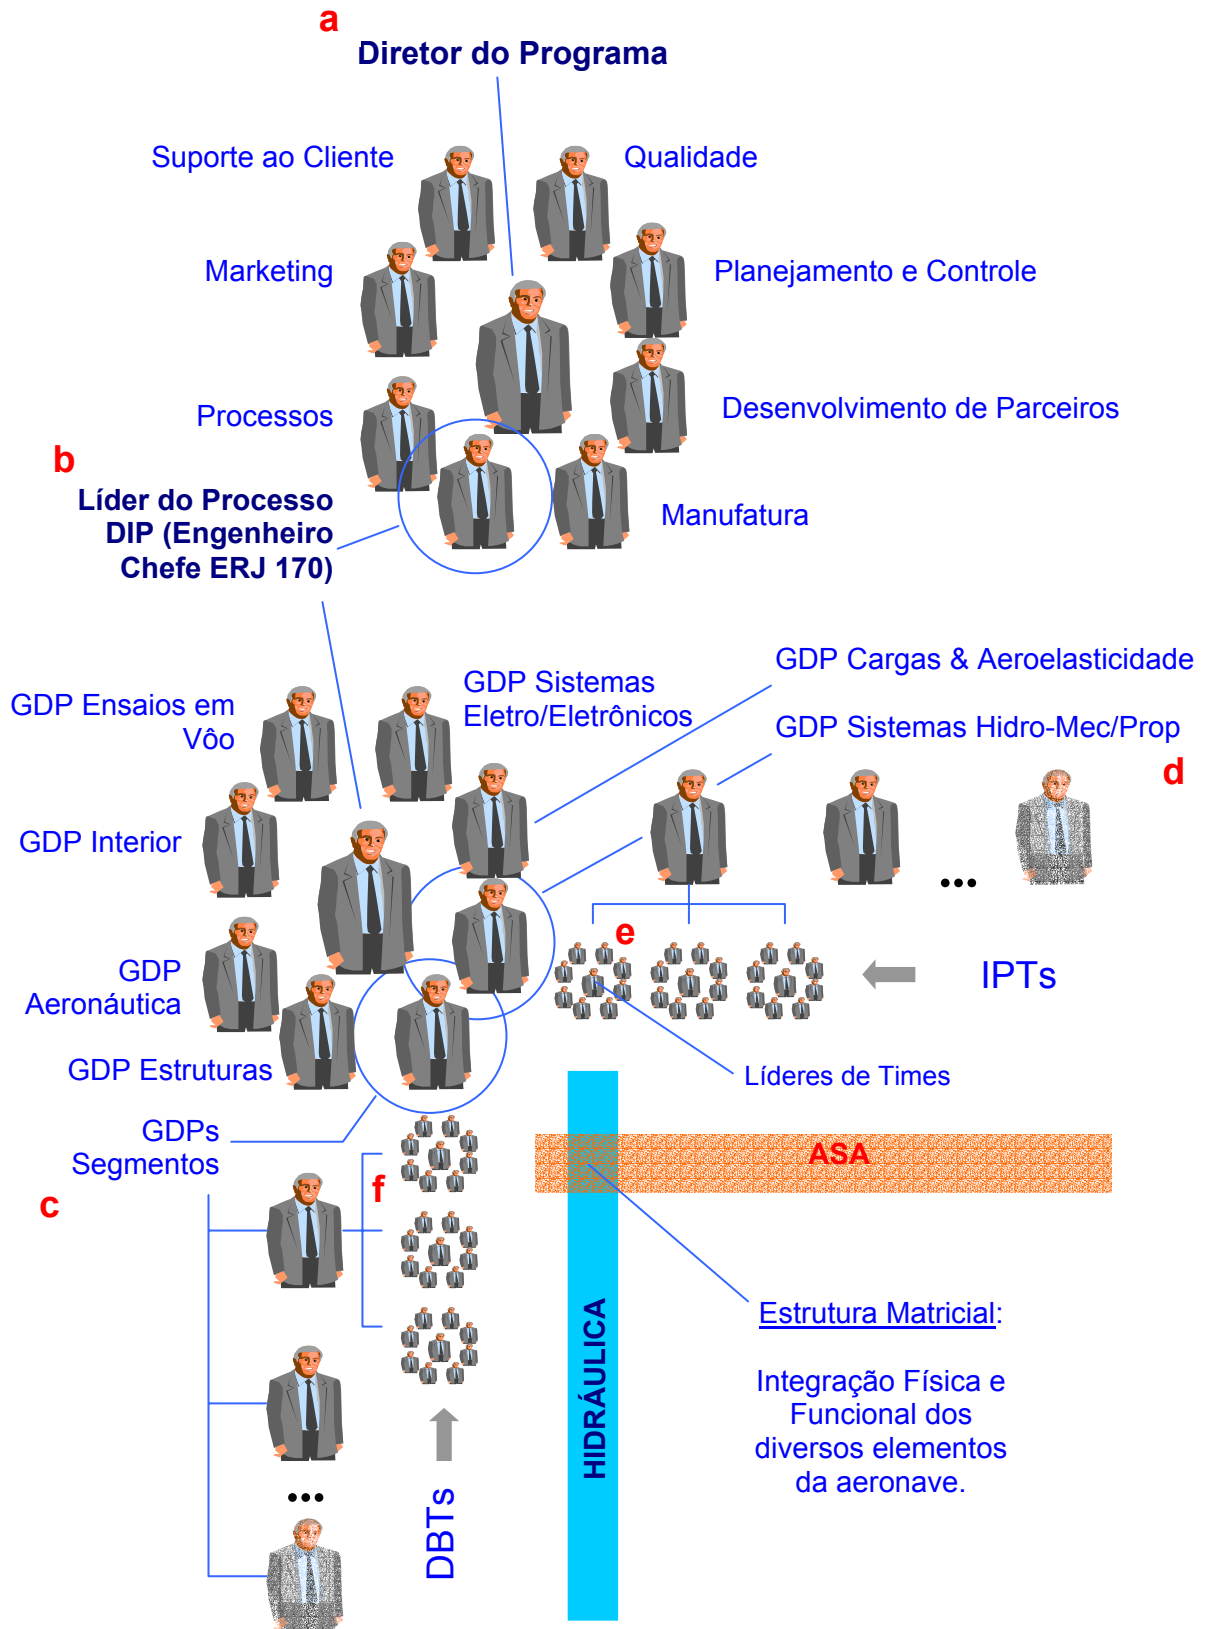 a
Diretor do Programa
Suporte ao Cliente
Qualidade
Marketing
Planejamento e Controle
Processos
Desenvolvimento de Parceiros
b
Líder do Processo
DIP (Engenheiro
Chefe ERJ 170)
Manufatura
GDP Cargas & Aeroelasticidade
GDP Ensaios em
Vôo
GDP Sistemas
Eletro/Eletrônicos
GDP Sistemas Hidro-Mec/Prop
d
GDP Interior
...
e
GDP
Aeronáutica
IPTs
GDP Estruturas
Líderes de Times
GDPs
Segmentos
ASA
c
f
HIDRÁULICA
Estrutura Matricial:
Integração Física e
Funcional dos
diversos elementos
da aeronave.
...
DBTs